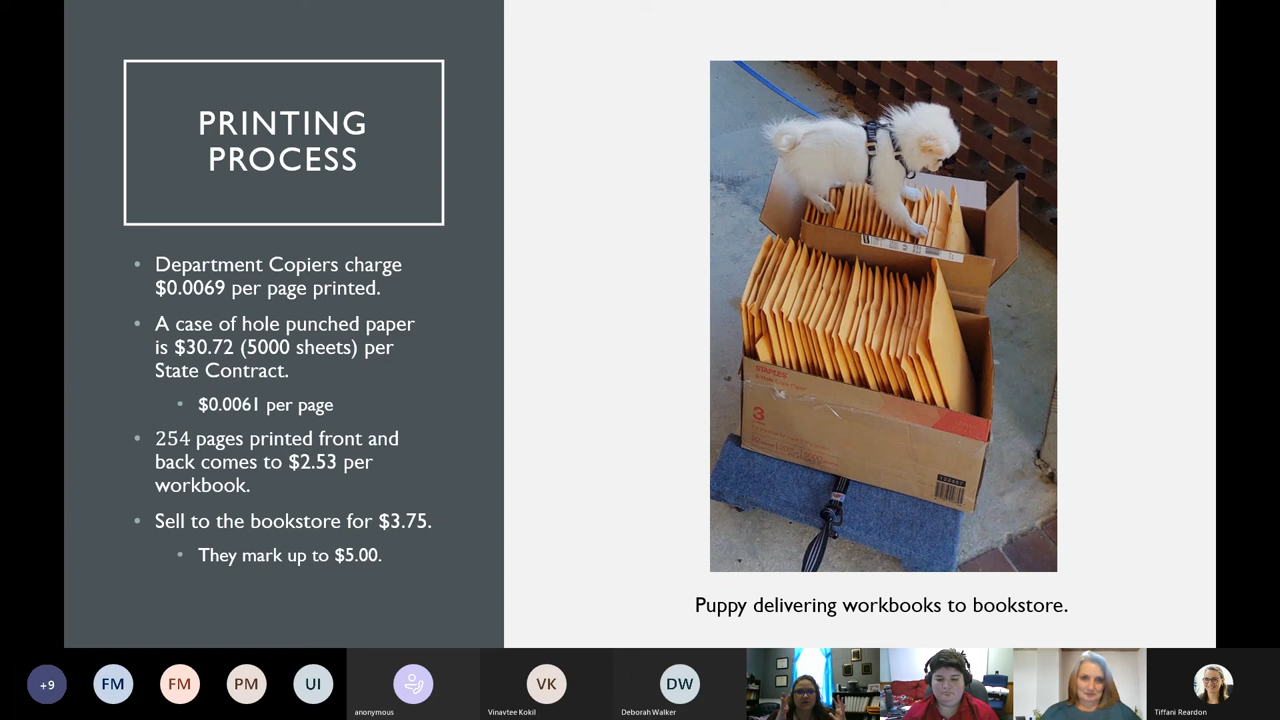 PRINTING
PROCESS
• Department Copiers charge
$0.0069 per page printed.
• A case of hole punched paper
is $30.72 (5000 sheets) per
State Contract.
• $0.0061 per page
• 254 pages printed front and
back comes to $2.53 per
workbook.
• Sell to the bookstore for $3.75.
• They mark up to $5.00.
STAPLES
3
Puppy delivering workbooks to bookstore.
+9
FM
FM
PM
UI
anonymous
VK
Vinavtee Kokil
DW
Deborah Walker
Tiffani Reardon